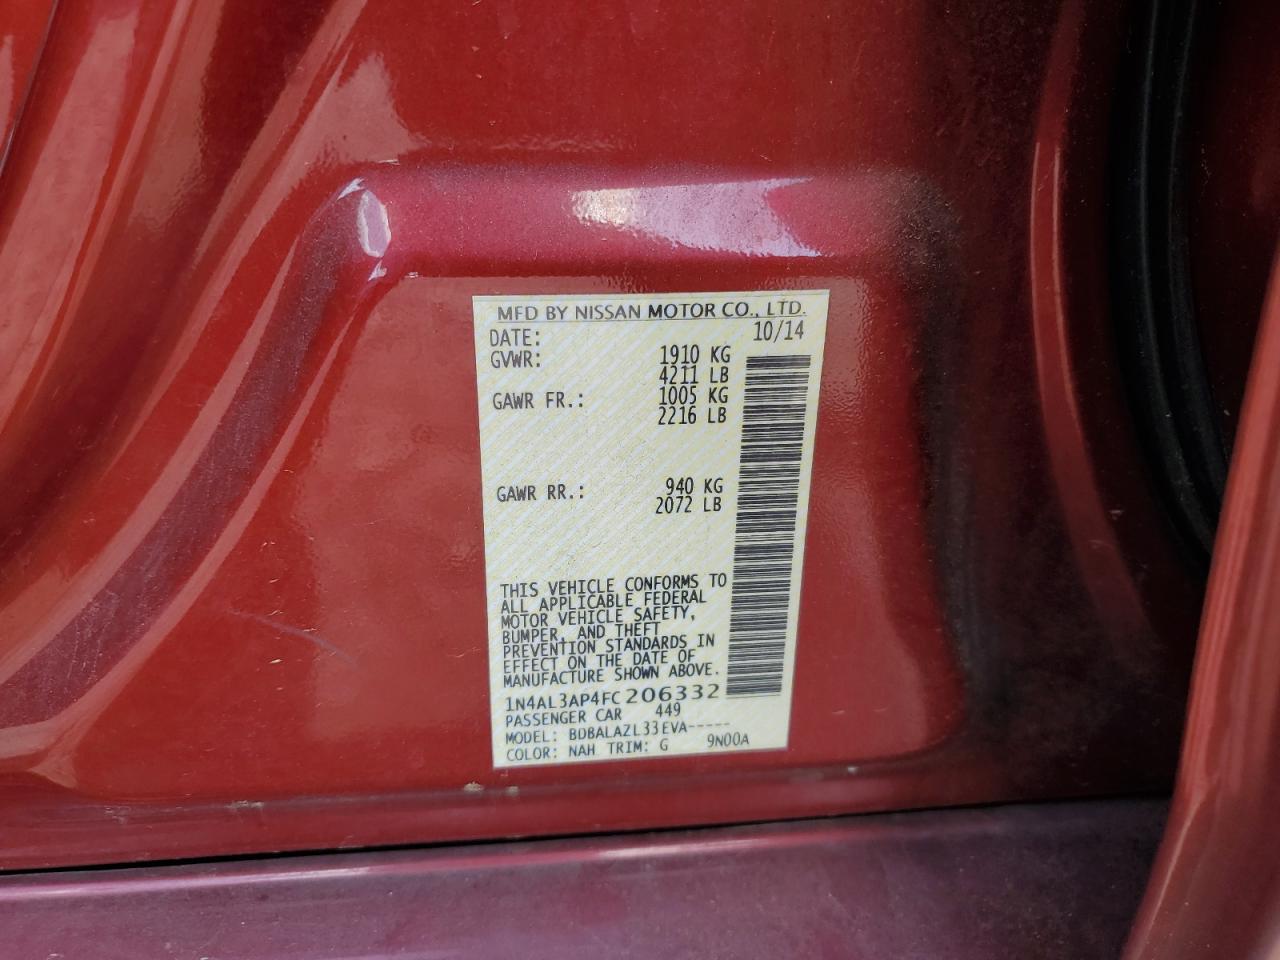 MFD BY NISSAN MOTOR CO., LTD.
DATE: 10/14
GVWR: 1910 KG
4211 LB
GAWR FR.: 1005 KG
2216 LB
GAWR RR.: 940 KG
2072 LB
THIS VEHICLE CONFORMS TO
ALL APPLICABLE FEDERAL
MOTOR VEHICLE SAFETY,
BUMPER, AND THEFT
PREVENTION STANDARDS IN
EFFECT ON THE DATE OF
MANUFACTURE SHOWN ABOVE.
1N4AL3AP4FC206332
PASSENGER CAR 449
MODEL: BDBALAZL33EVA-----
COLOR: NAH TRIM: G 9N00A